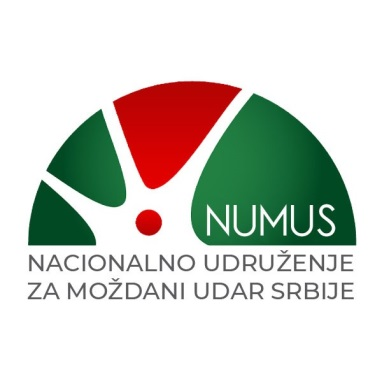 NUMUS
NACIONALNO UDRUŽENJE
ZA MOŽDANI UDAR SRBIJE